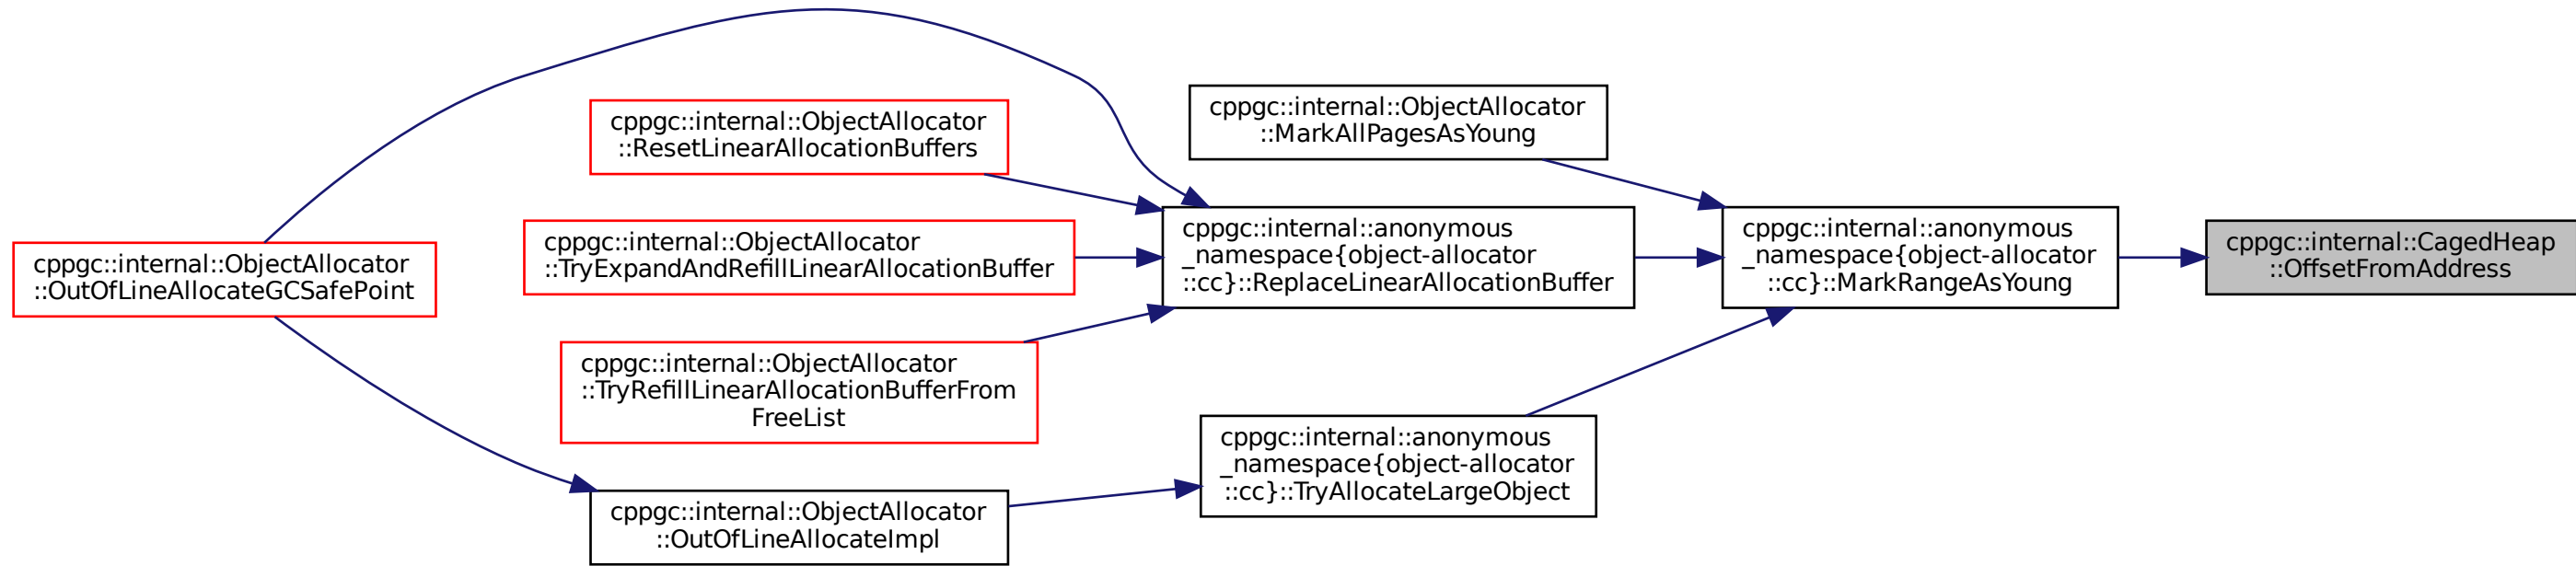 cppgc::internal::ObjectAllocator
::OutOfLineAllocateGCSafePoint
cppgc::internal::ObjectAllocator
::ResetLinearAllocationBuffers
cppgc::internal::ObjectAllocator
::TryExpandAndRefillLinearAllocationBuffer
cppgc::internal::ObjectAllocator
::TryRefillLinearAllocationBufferFrom
FreeList
cppgc::internal::ObjectAllocator
::OutOfLineAllocateImpl
cppgc::internal::ObjectAllocator
::MarkAllPagesAsYoung
cppgc::internal::anonymous
_namespace{object-allocator
::cc}::ReplaceLinearAllocationBuffer
cppgc::internal::anonymous
_namespace{object-allocator
::cc}::TryAllocateLargeObject
cppgc::internal::anonymous
_namespace{object-allocator
::cc}::MarkRangeAsYoung
cppgc::internal::CagedHeap
::OffsetFromAddress